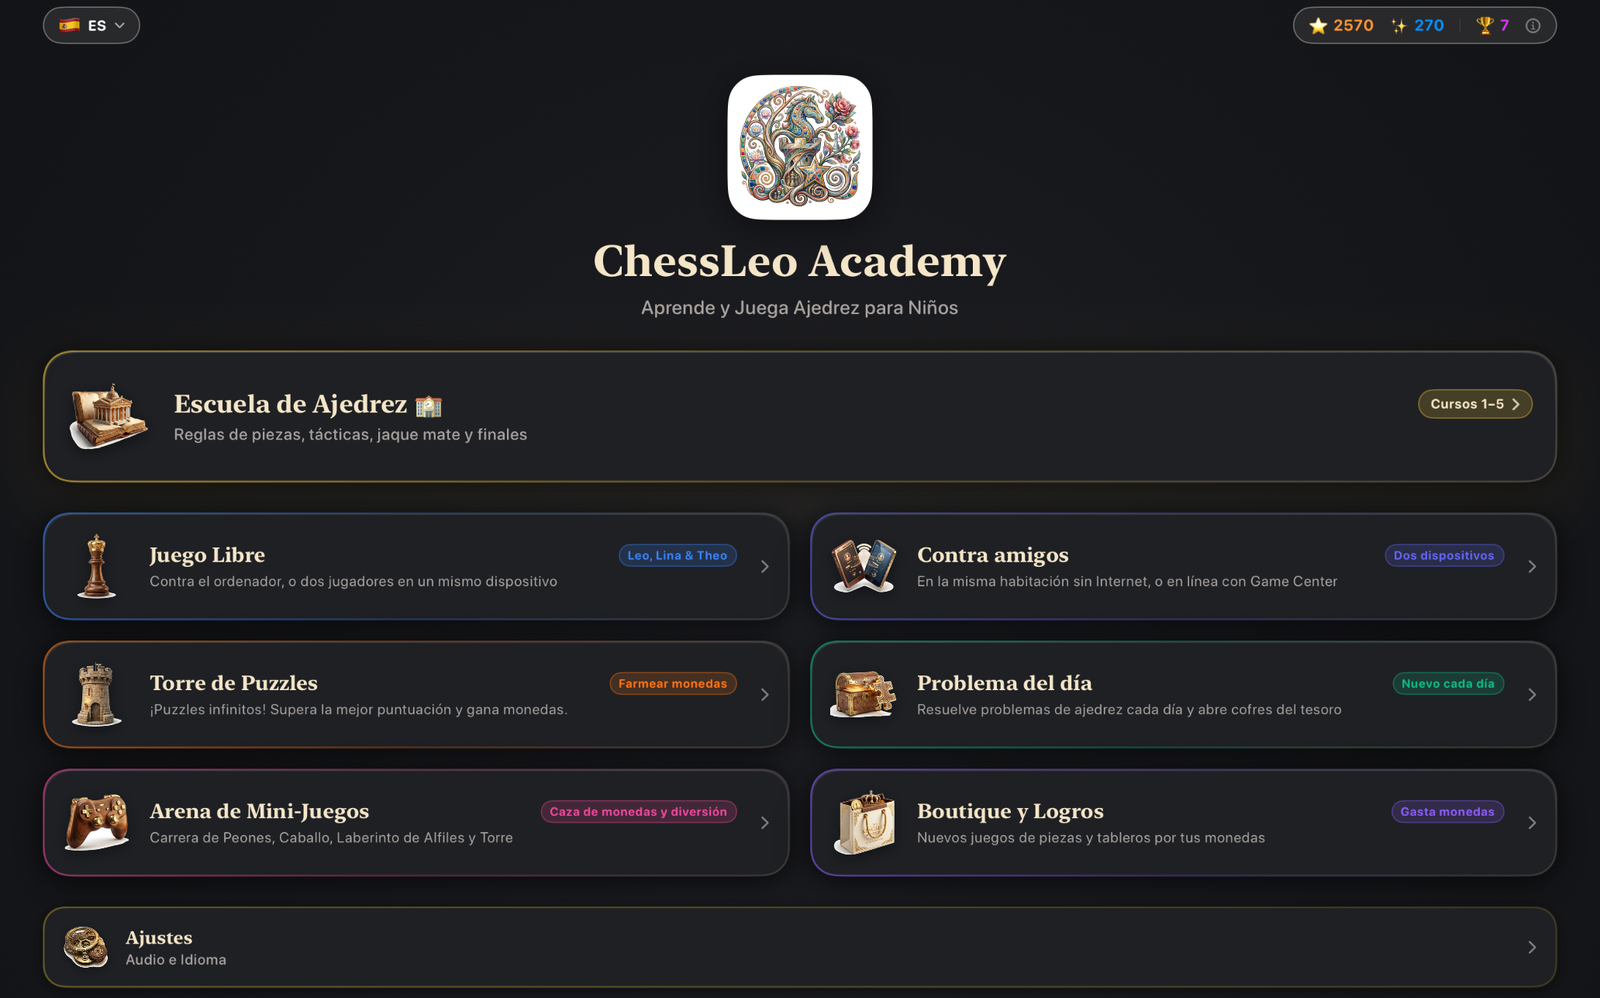 ES
2570 270 7
ChessLeo Academy
Aprende y Juega Ajedrez para Niños
Escuela de Ajedrez
Reglas de piezas, tácticas, jaque mate y finales
Cursos 1–5
Juego Libre
Leo, Lina & Theo
Contra el ordenador, o dos jugadores en un mismo dispositivo
Contra amigos
Dos dispositivos
En la misma habitación sin Internet, o en línea con Game Center
Torre de Puzzles
Farmear monedas
¡Puzzles infinitos! Supera la mejor puntuación y gana monedas.
Problema del día
Nuevo cada día
Resuelve problemas de ajedrez cada día y abre cofres del tesoro
Arena de Mini-Juegos
Caza de monedas y diversión
Carrera de Peones, Caballo, Laberinto de Alfiles y Torre
Boutique y Logros
Gasta monedas
Nuevos juegos de piezas y tableros por tus monedas
Ajustes
Audio e Idioma